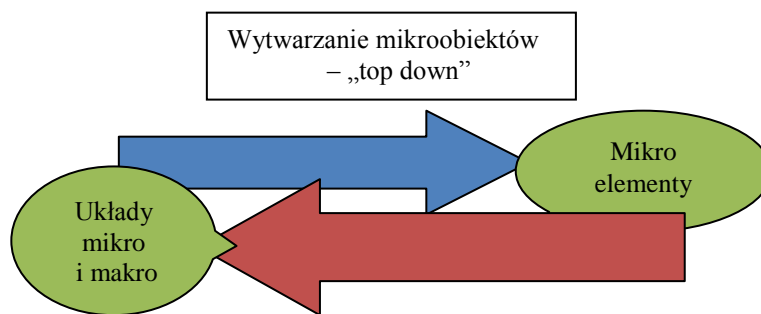 Wytwarzanie mikroobiektów
– „top down”
Mikro
elementy
Układy
mikro
i makro